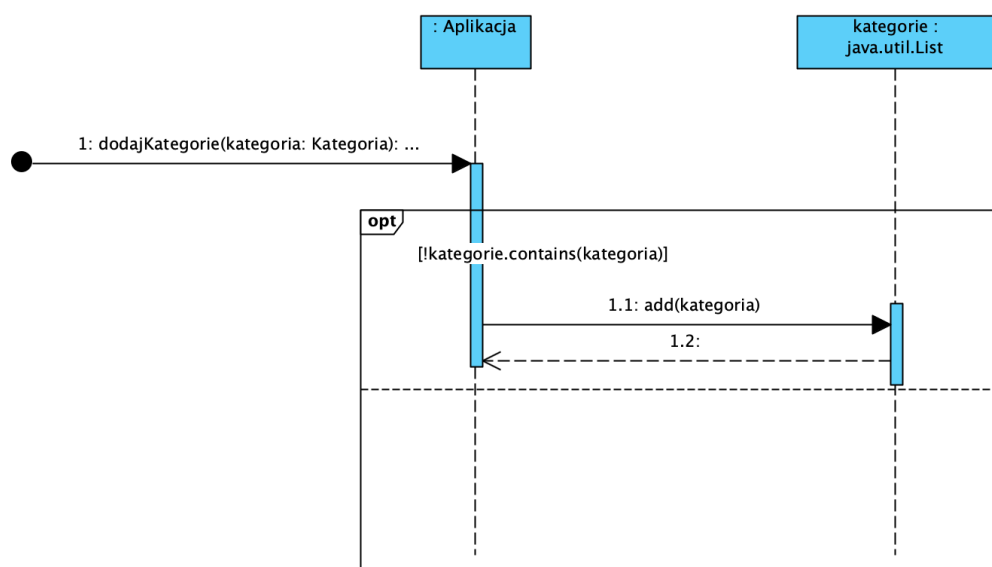 : Aplikacja
kategorie :
java.util.List
1: dodajKategorie(kategoria: Kategoria): ...
opt
[!kategorie.contains(kategoria)]
1.1: add(kategoria)
1.2: